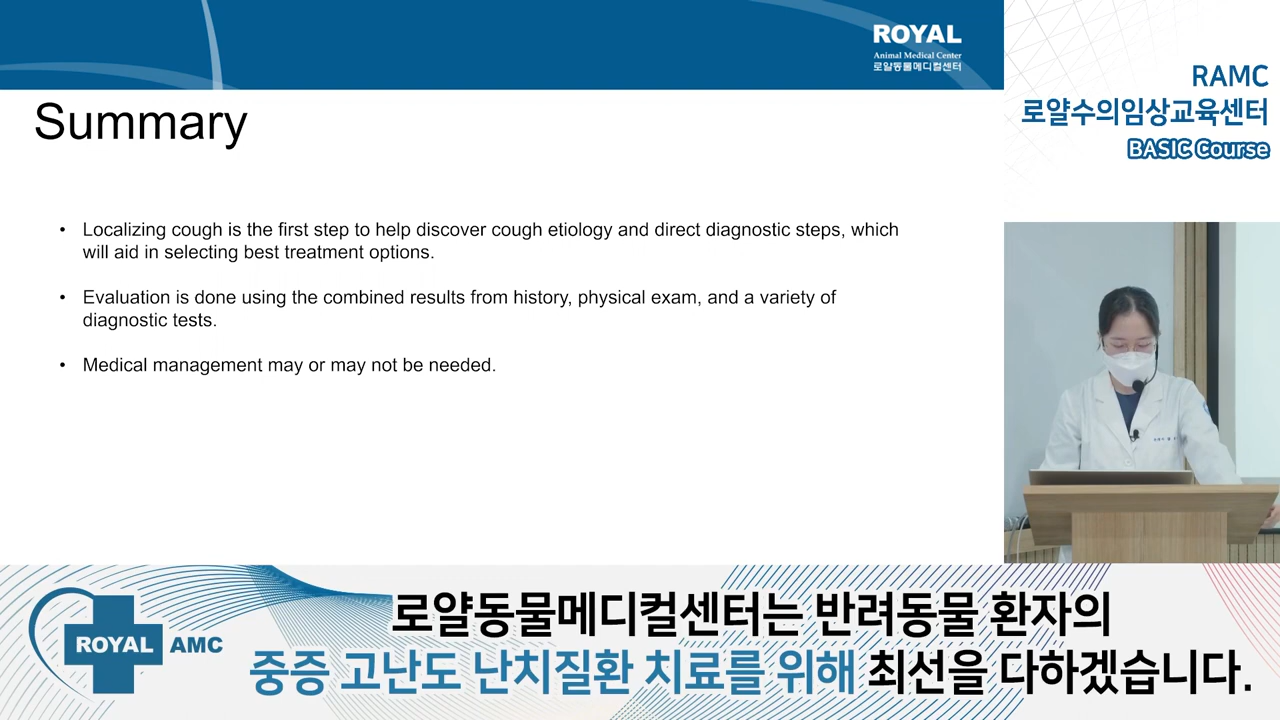 ROYAL
Animal Medical Center
로얄동물메디컬센터
RAMC
로얄수의임상교육센터
BASIC Course
Summary
• Localizing cough is the first step to help discover cough etiology and direct diagnostic steps, which
will aid in selecting best treatment options.
• Evaluation is done using the combined results from history, physical exam, and a variety of
diagnostic tests.
• Medical management may or may not be needed.
ROYAL AMC
로얄동물메디컬센터는 반려동물 환자의
중증 고난도 난치질환 치료를 위해 최선을 다하겠습니다.